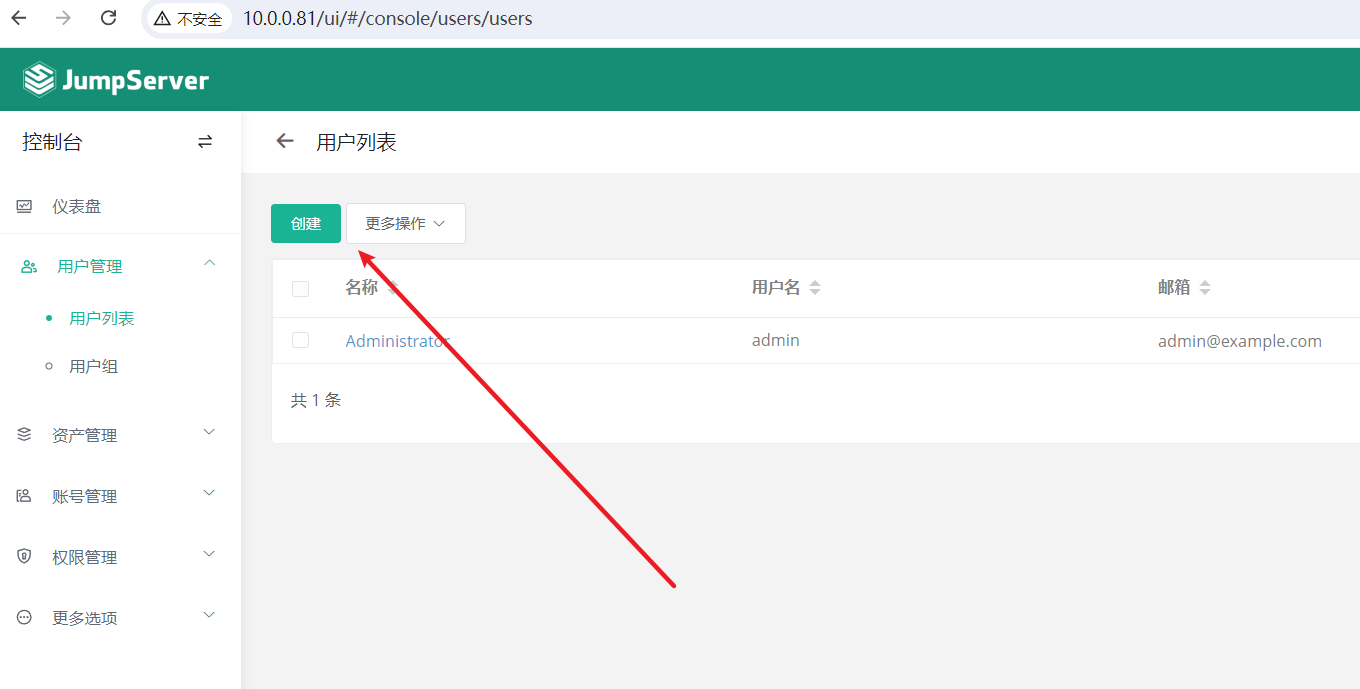 不安全 10.0.0.81/ui/#/console/users/users
JumpServer
控制台
用户列表
仪表盘
创建 更多操作
用户管理
名称 用户名 邮箱
用户列表
Administrator admin admin@example.com
用户组
共 1 条
资产管理
账号管理
权限管理
更多选项